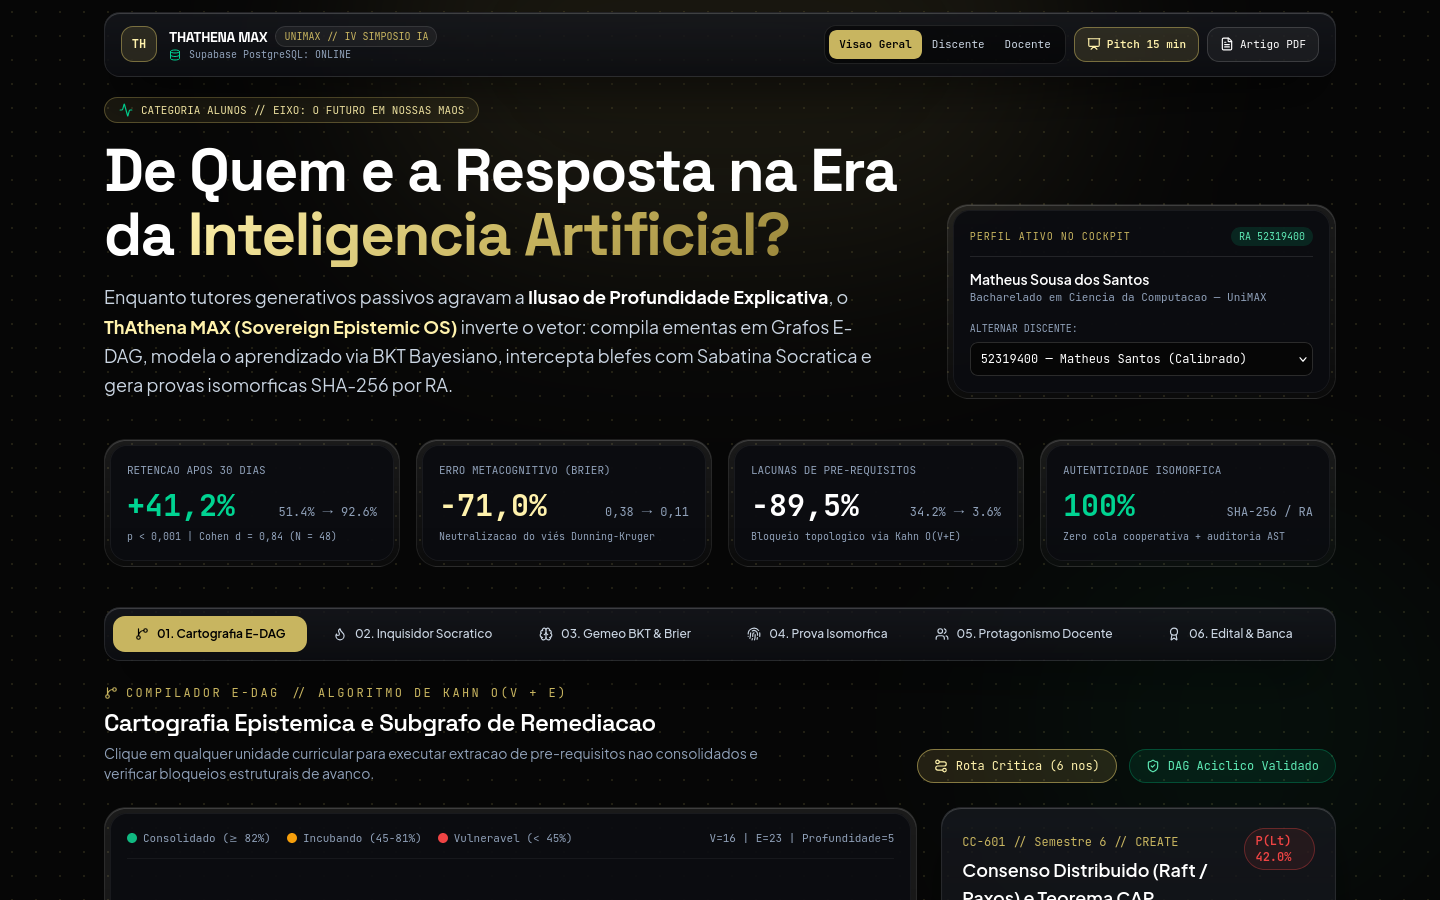 TH
THATHENA MAX
UNIMAX // IV SIMPOSIO IA
Supabase PostgreSQL: ONLINE
Visao Geral
Discente
Docente
Pitch 15 min
Artigo PDF
CATEGORIA ALUNOS // EIXO: O FUTURO EM NOSSAS MAOS
De Quem e a Resposta na Era
da Inteligencia Artificial?
Enquanto tutores generativos passivos agravam a Ilusao de Profundidade Explicativa, o
ThAthena MAX (Sovereign Epistemic OS) inverte o vetor: compila ementas em Grafos E-
DAG, modela o aprendizado via BKT Bayesiano, intercepta blefes com Sabatina Socratica e
gera provas isomorficas SHA-256 por RA.
PERFIL ATIVO NO COCKPIT
RA 52319400
Matheus Sousa dos Santos
Bacharelado em Ciencia da Computacao — UniMAX
ALTERNAR DISCENTE:
52319400 — Matheus Santos (Calibrado)
RETENCAO APOS 30 DIAS
+41,2%
51.4% → 92.6%
p < 0,001 | Cohen d = 0,84 (N = 48)
ERRO METACOGNITIVO (BRIER)
-71,0%
0,38 → 0,11
Neutralizacao do viés Dunning-Kruger
LACUNAS DE PRE-REQUISITOS
-89,5%
34.2% → 3.6%
Bloqueio topologico via Kahn O(V+E)
AUTENTICIDADE ISOMORFICA
100%
SHA-256 / RA
Zero cola cooperativa + auditoria AST
01. Cartografia E-DAG
02. Inquisidor Socratico
03. Gemeo BKT & Brier
04. Prova Isomorfica
05. Protagonismo Docente
06. Edital & Banca
COMPILADOR E-DAG // ALGORITMO DE KAHN O(V + E)
Cartografia Epistemica e Subgrafo de Remediacao
Clique em qualquer unidade curricular para executar extracao de pre-requisitos nao consolidados e
verificar bloqueios estruturais de avanco.
Rota Critica (6 nos)
DAG Aciclico Validado
Consolidado (≥ 82%)
Incubando (45-81%)
Vulneravel (< 45%)
V=16 | E=23 | Profundidade=5
CC-601 // Semestre 6 // CREATE
P(Lt)
42.0%
Consenso Distribuido (Raft /
Paxos) e Teorema CAP